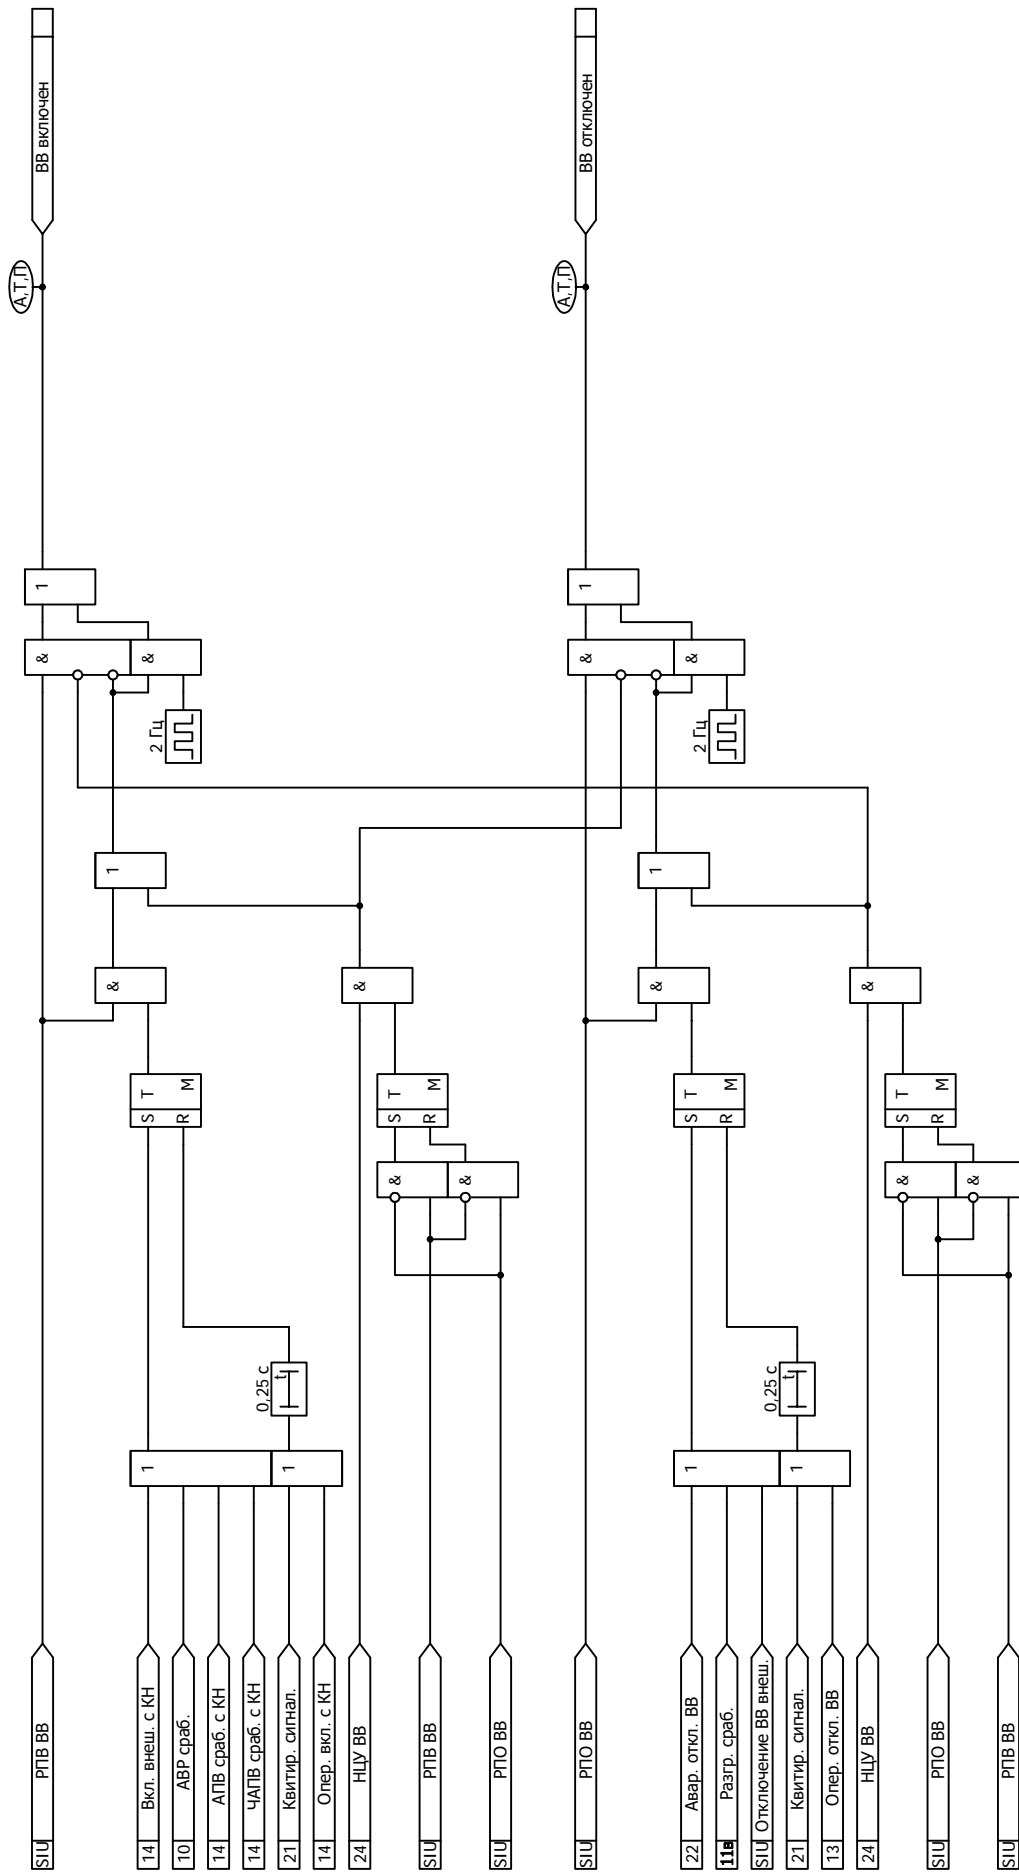 SIU РПВ ВВ
& 1
А,Т,П
ВВ включен
14 Вкл. внеш. с КН
10 АВР сраб.
14 АПВ сраб. с КН
14 ЧАПВ сраб. с КН
21 Квитир. сигнал.
14 Опер. вкл. с КН
24 НЦУ ВВ
SIU РПВ ВВ
SIU РПО ВВ
1
1
0,25 с
t
S T
R M
&
1
&
2 Гц
&
&
S T
R M
&
SIU РПО ВВ
& 1
А,Т,П
ВВ отключен
22 Авар. откл. ВВ
Разгр. сраб.
SIU Отключение ВВ внеш.
21 Квитир. сигнал.
13 Опер. откл. ВВ
24 НЦУ ВВ
SIU РПО ВВ
SIU РПВ ВВ
1
1
0,25 с
t
S T
R M
&
1
&
2 Гц
&
&
S T
R M
&